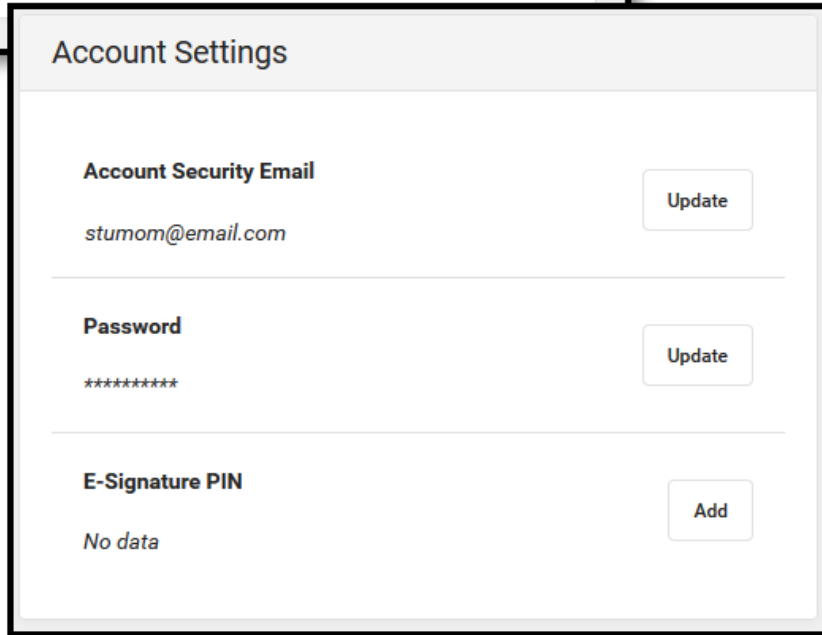 Account Settings
Account Security Email
Update
stumom@email.com
Password
Update
**********
E-Signature PIN
Add
No data